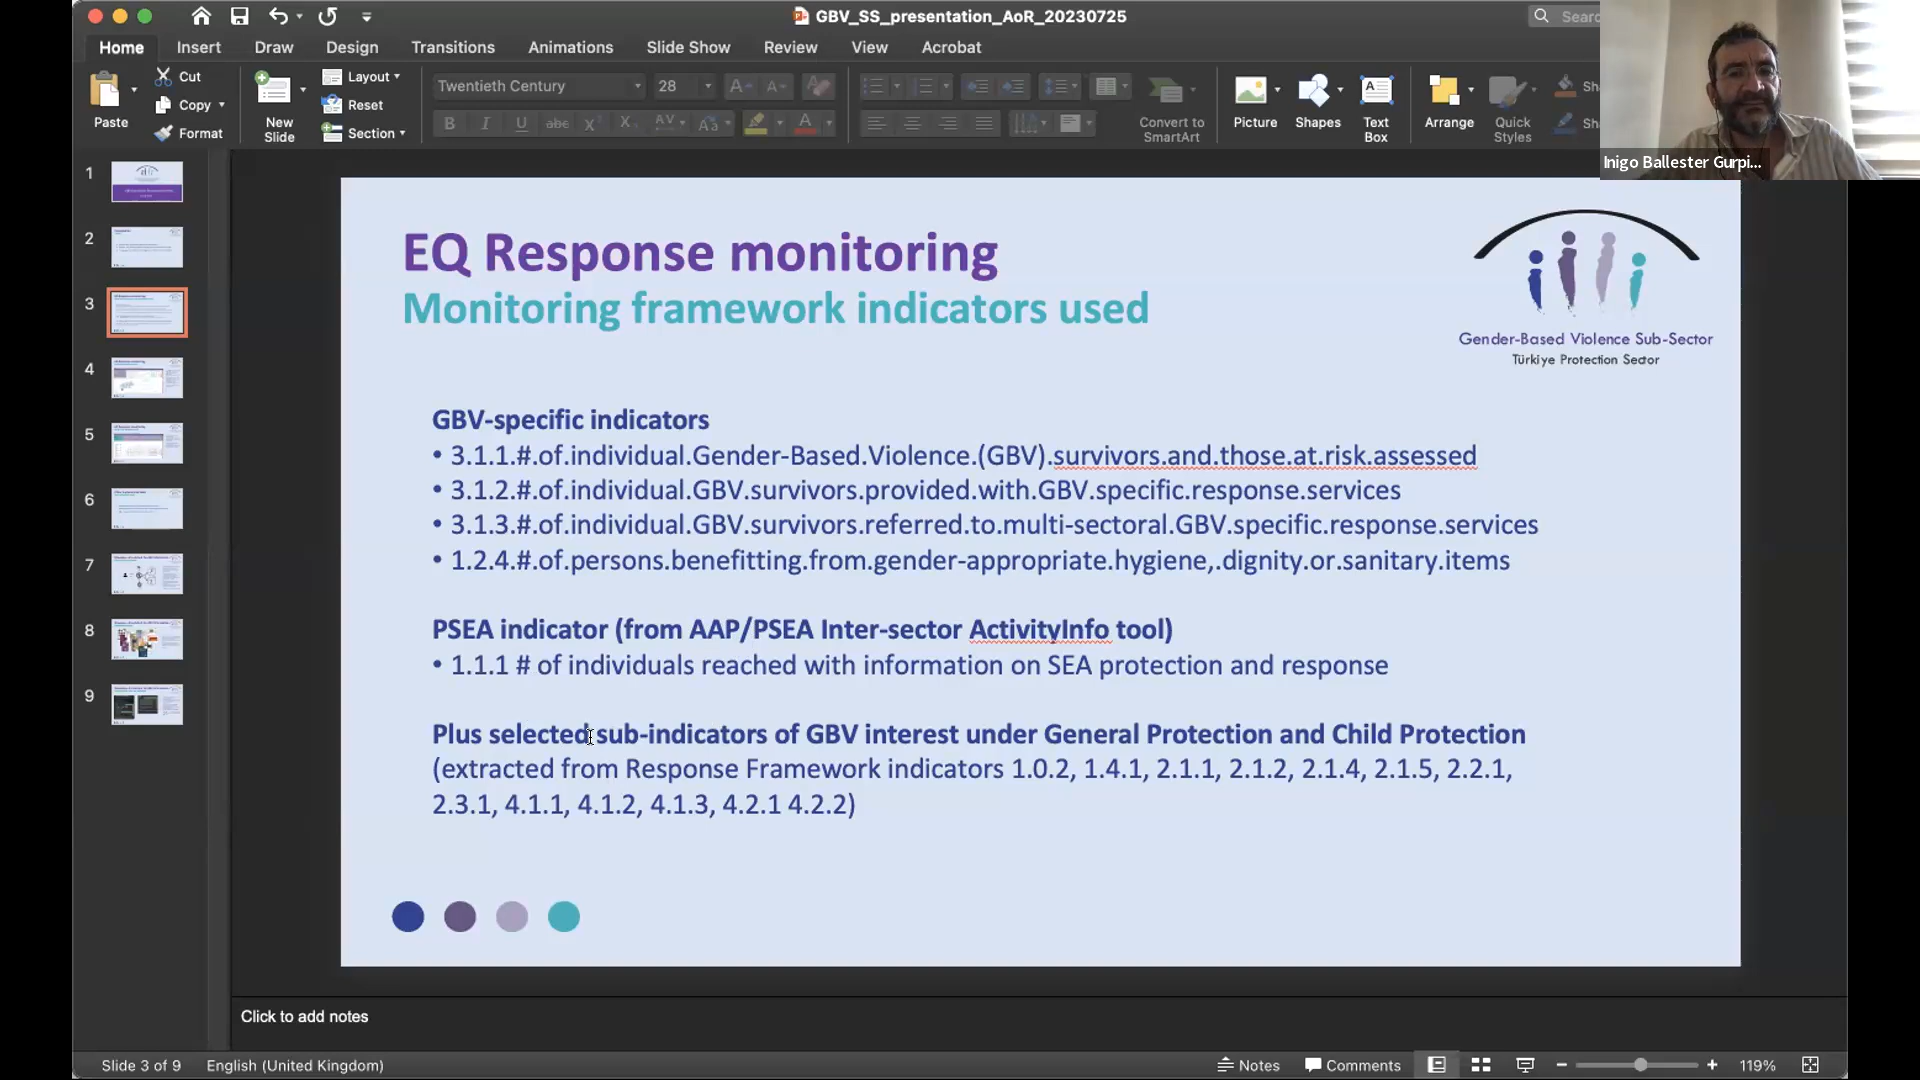 GBV_SS_presentation_AoR_20230725
Home Insert Draw Design Transitions Animations Slide Show Review View Acrobat
Paste
Cut
Copy
Format
New Slide
Layout
Reset
Section
Twentieth Century 28
Convert to SmartArt
Picture
Shapes
Text Box
Arrange
Quick Styles
Inigo Ballester Gurpi...
1
2
3
4
5
6
7
8
9
EQ Response monitoring
Monitoring framework indicators used
Gender-Based Violence Sub-Sector
Türkiye Protection Sector
GBV-specific indicators
• 3.1.1.#.of.individual.Gender-Based.Violence.(GBV).survivors.and.those.at.risk.assessed
• 3.1.2.#.of.individual.GBV.survivors.provided.with.GBV.specific.response.services
• 3.1.3.#.of.individual.GBV.survivors.referred.to.multi-sectoral.GBV.specific.response.services
• 1.2.4.#.of.persons.benefitting.from.gender-appropriate.hygiene,.dignity.or.sanitary.items
PSEA indicator (from AAP/PSEA Inter-sector ActivityInfo tool)
• 1.1.1 # of individuals reached with information on SEA protection and response
Plus selected sub-indicators of GBV interest under General Protection and Child Protection
(extracted from Response Framework indicators 1.0.2, 1.4.1, 2.1.1, 2.1.2, 2.1.4, 2.1.5, 2.2.1,
2.3.1, 4.1.1, 4.1.2, 4.1.3, 4.2.1 4.2.2)
Click to add notes
Slide 3 of 9 English (United Kingdom) Notes Comments 119%